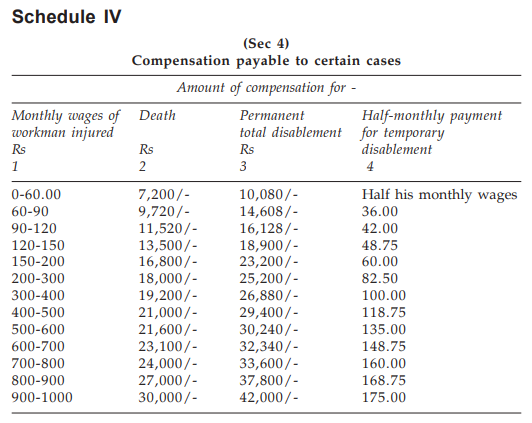 Schedule IV
(Sec 4)
Compensation payable to certain cases
Amount of compensation for -
Monthly wages of Death Permanent Half-monthly payment
workman injured total disablement for temporary
Rs Rs Rs disablement
1 2 3 4
0-60.00 7,200/- 10,080/- Half his monthly wages
60-90 9,720/- 14,608/- 36.00
90-120 11,520/- 16,128/- 42.00
120-150 13,500/- 18,900/- 48.75
150-200 16,800/- 23,200/- 60.00
200-300 18,000/- 25,200/- 82.50
300-400 19,200/- 26,880/- 100.00
400-500 21,000/- 29,400/- 118.75
500-600 21,600/- 30,240/- 135.00
600-700 23,100/- 32,340/- 148.75
700-800 24,000/- 33,600/- 160.00
800-900 27,000/- 37,800/- 168.75
900-1000 30,000/- 42,000/- 175.00